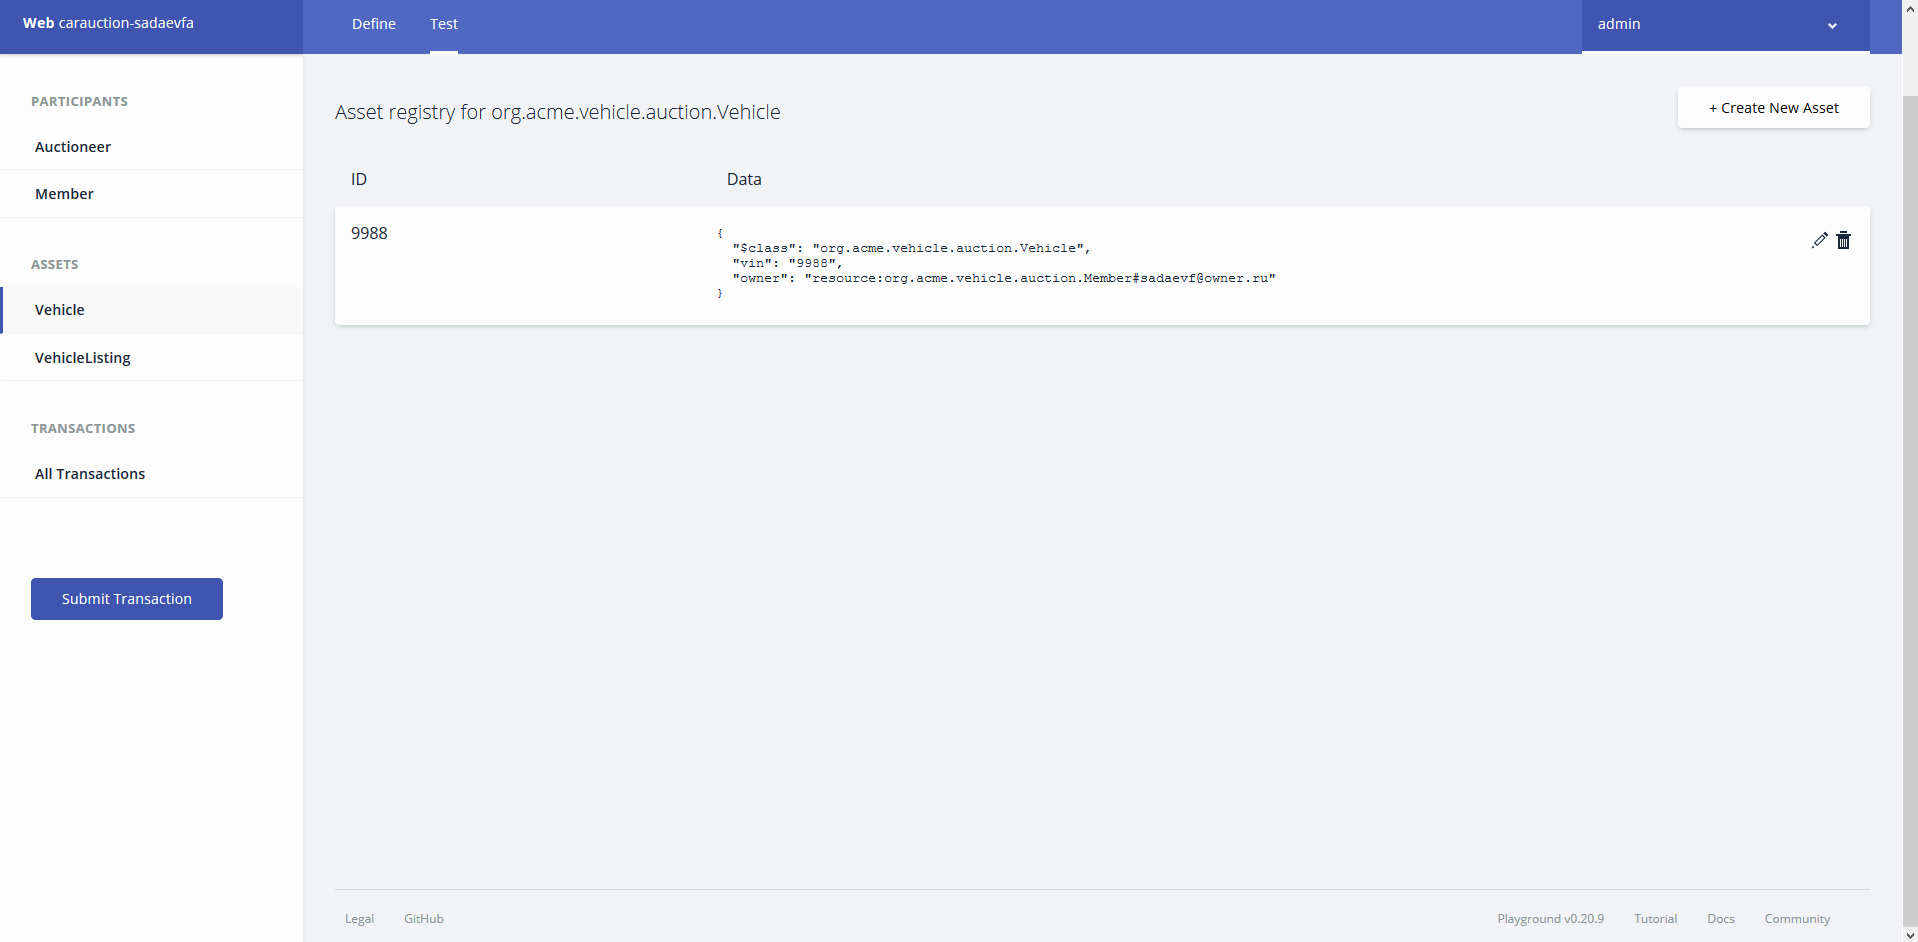 Web carauction-sadaevfa
Define
Test
admin
PARTICIPANTS
Auctioneer
Member
ASSETS
Vehicle
VehicleListing
TRANSACTIONS
All Transactions
Submit Transaction
Asset registry for org.acme.vehicle.auction.Vehicle
+ Create New Asset
ID
Data
9988
{
"$class": "org.acme.vehicle.auction.Vehicle",
"vin": "9988",
"owner": "resource:org.acme.vehicle.auction.Member#sadaevf@owner.ru"
}
Legal
GitHub
Playground v0.20.9
Tutorial
Docs
Community